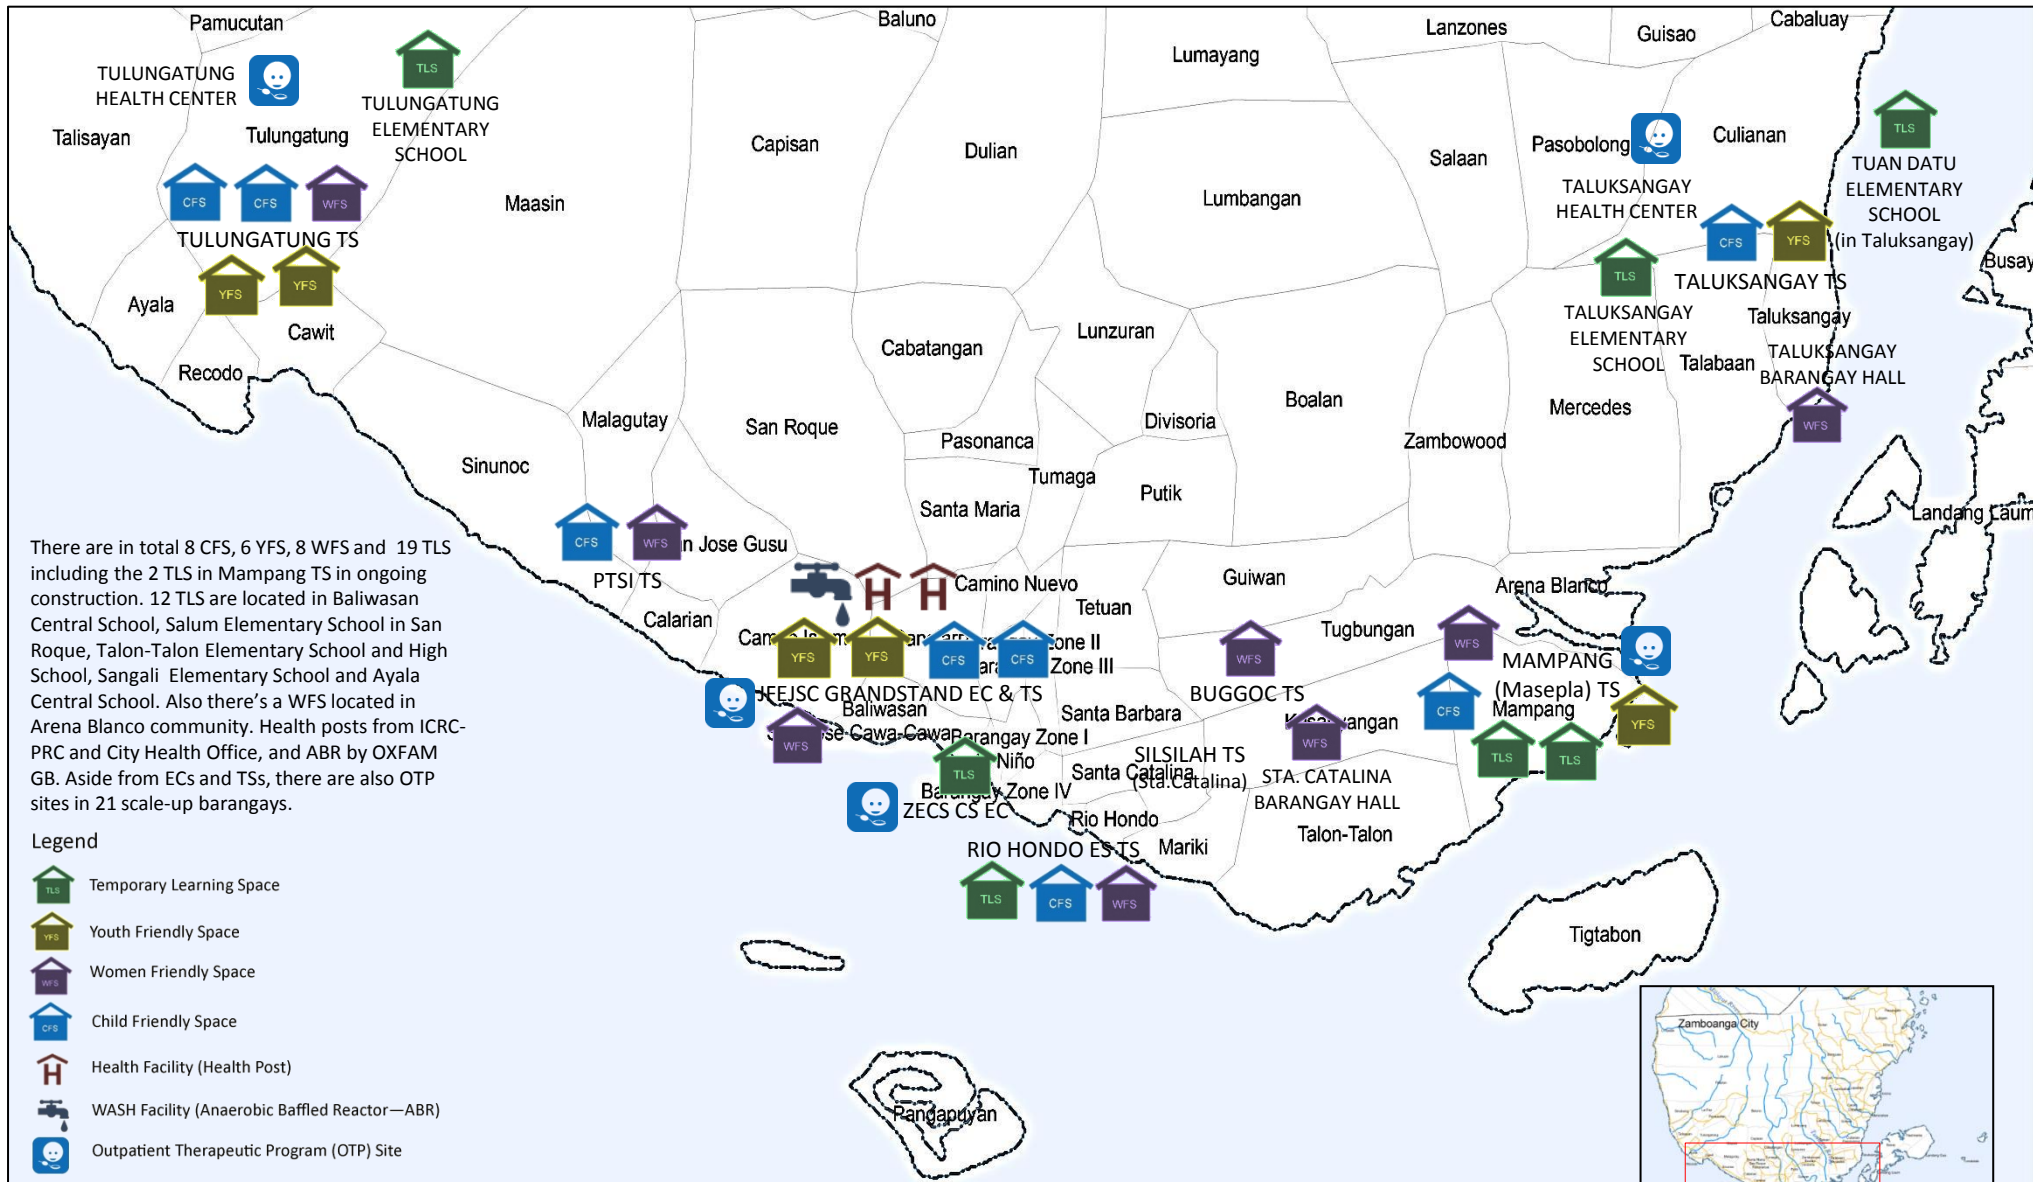 Pamucutan
Baluno
Lanzones
Guisao
Cabaluay
Lumayang
TULUNGATUNG
HEALTH CENTER
TLS
TULUNGATUNG
ELEMENTARY
SCHOOL
Talisayan
Tulungatung
Capisan
Dulian
Salaan
Pasobolong
Culianan
TLS
TUAN DATU
ELEMENTARY
SCHOOL
(in Taluksangay)
TALUKSANGAY
HEALTH CENTER
CFS
CFS
WFS
TULUNGATUNG TS
Maasin
Lumbangan
CFS
YFS
TALUKSANGAY TS
Busay
YFS
YFS
Ayala
Cawit
Recodo
TLS
TALUKSANGAY
ELEMENTARY
SCHOOL
Taluksangay
Talabaan
TALUKSANGAY
BARANGAY HALL
WFS
Cabatangan
Lunzuran
Boalan
Mercedes
Malagutay
San Roque
Pasonanca
Divisoria
Zambowood
Sinunoc
Tumaga
Putik
Santa Maria
Landang Laum
CFS
WFS
PTSI TS
an Jose Gusu
Calarian
H
H
Camino Nuevo
Tetuan
Guiwan
Arena Blanco
Tugbungan
YFS
YFS
CFS
CFS
Zone II
Zone III
JFEJSC GRANDSTAND EC & TS
Baliwasan
WFS
Cawa-Cawa
Barangay Zone I
Santa Barbara
WFS
BUGGOC TS
WFS
MAMPANG
(Masepla) TS
Mampang
CFS
YFS
TLS
TLS
TLS
Niño
Barangay Zone IV
ZECS CS EC
Santa Catalina
SILSILAH TS
(Sta.Catalina)
WFS
STA. CATALINA
BARANGAY HALL
Talon-Talon
Rio Hondo
Mariki
RIO HONDO ES TS
TLS
CFS
WFS
Tigtabon
Pangapuyan
There are in total 8 CFS, 6 YFS, 8 WFS and 19 TLS
including the 2 TLS in Mampang TS in ongoing
construction. 12 TLS are located in Baliwasan
Central School, Salum Elementary School in San
Roque, Talon-Talon Elementary School and High
School, Sangali Elementary School and Ayala
Central School. Also there's a WFS located in
Arena Blanco community. Health posts from ICRC-
PRC and City Health Office, and ABR by OXFAM
GB. Aside from ECs and TSs, there are also OTP
sites in 21 scale-up barangays.
Legend
TLS Temporary Learning Space
YFS Youth Friendly Space
WFS Women Friendly Space
CFS Child Friendly Space
H Health Facility (Health Post)
WASH Facility (Anaerobic Baffled Reactor—ABR)
Outpatient Therapeutic Program (OTP) Site
Zamboanga City